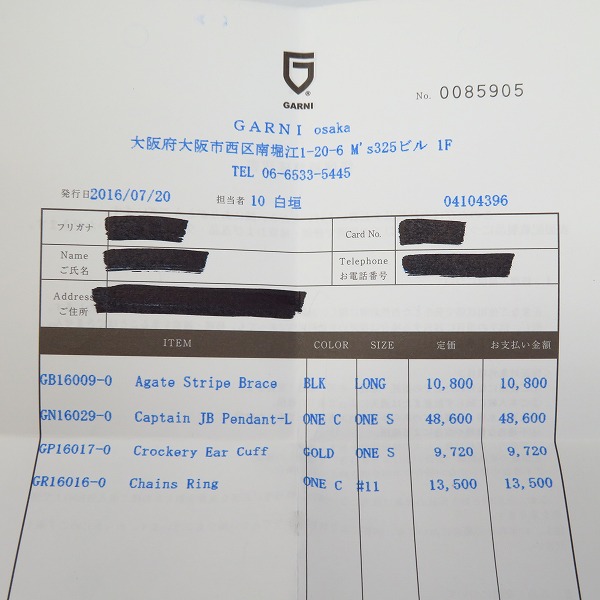 GARNI
No. 0085905
GARNI osaka
大阪府大阪市西区南堀江1-20-6 M's325ビル 1F
TEL 06-6533-5445
発行日 2016/07/20 担当者 10 白垣 04104396
フリガナ Card No.
Name ご氏名 Telephone お電話番号
Address ご住所
ITEM COLOR SIZE 定価 お支払い金額
GB16009-0 Agate Stripe Brace BLK LONG 10,800 10,800
GN16029-0 Captain JB Pendant-L ONE C ONE S 48,600 48,600
GP16017-0 Crockery Ear Cuff GOLD ONE S 9,720 9,720
GR16016-0 Chains Ring ONE C #11 13,500 13,500